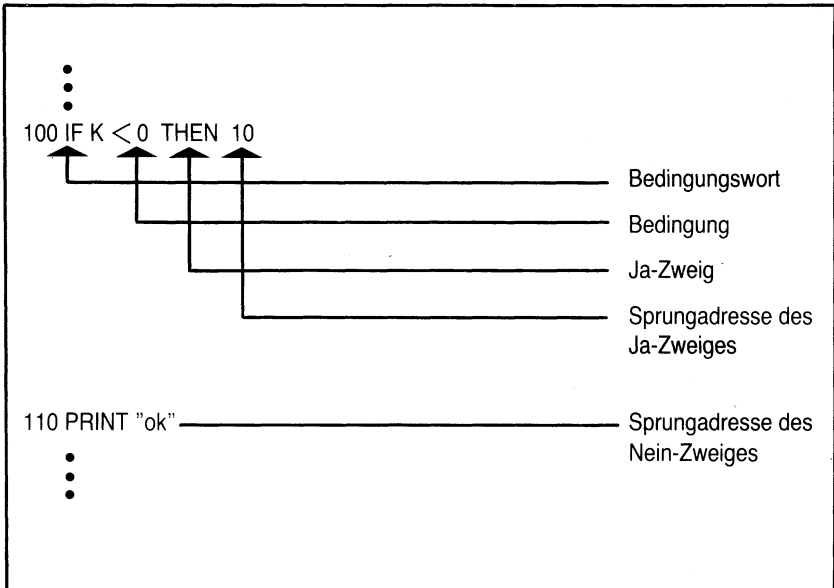 100 IF K < 0 THEN 10
Bedingungswort
Bedingung
Ja-Zweig
Sprungadresse des
Ja-Zweiges
110 PRINT "ok"
Sprungadresse des
Nein-Zweiges